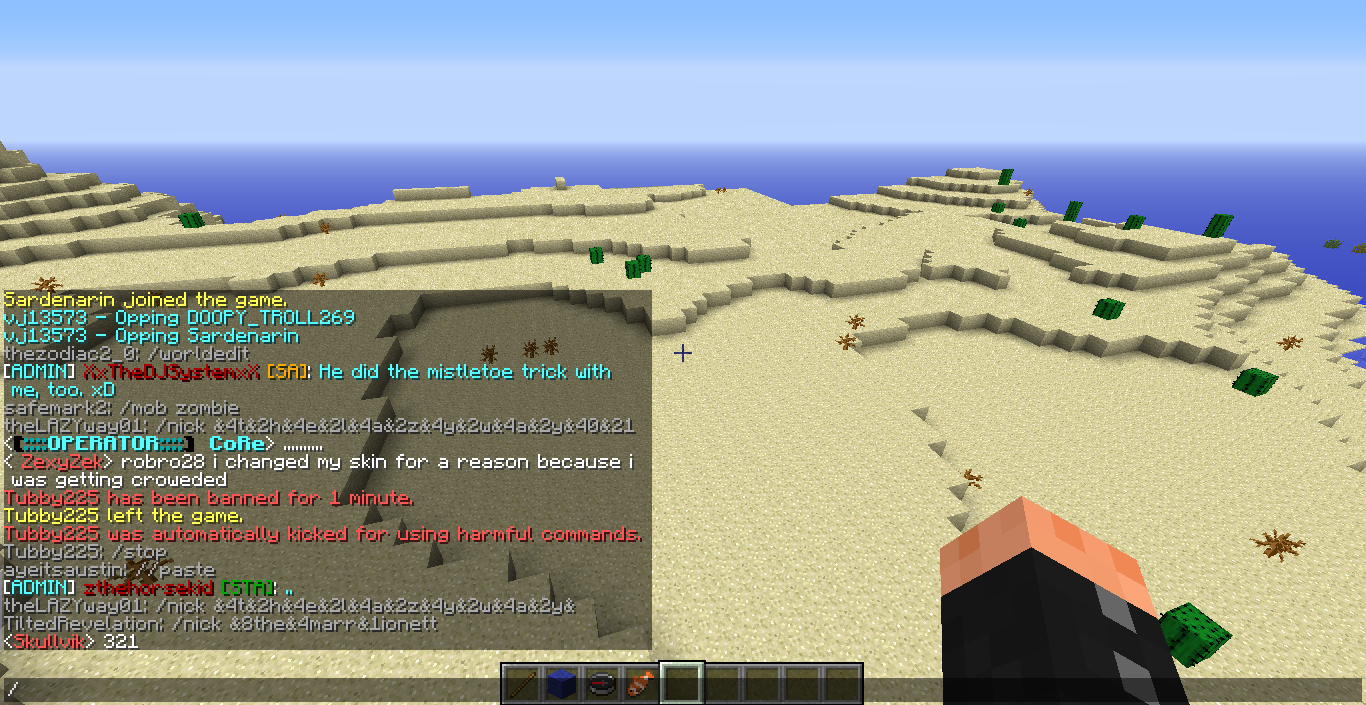 Sardenarin joined the game.
vj13573 - Opping DOOPY_TROLL269
vj13573 - Opping Sardenarin
thezodiac2_0: /worldedit
[ADMIN] XxTheDJSystemxX [SA]: He did the mistletoe trick with
me, too. xD
safemark2: /mob zombie
theLAZYway01: /nick &4t&2h&4e&2l&4a&2z&4y&2w&4a&2y&40&21
<[::::OPERATOR::::] CoRe> .........
< ZexyZek> robro28 i changed my skin for a reason because i
was getting croweded
Tubby225 has been banned for 1 minute.
Tubby225 left the game.
Tubby225 was automatically kicked for using harmful commands.
Tubby225: /stop
ayeitsaustin: //paste
[ADMIN] zthehorsekid [STA]: ..
theLAZYway01: /nick &4t&2h&4e&2l&4a&2z&4y&2w&4a&2y&
TiltedRevelation: /nick &8the&4marr&1ionett
<Skullvik> 321
/